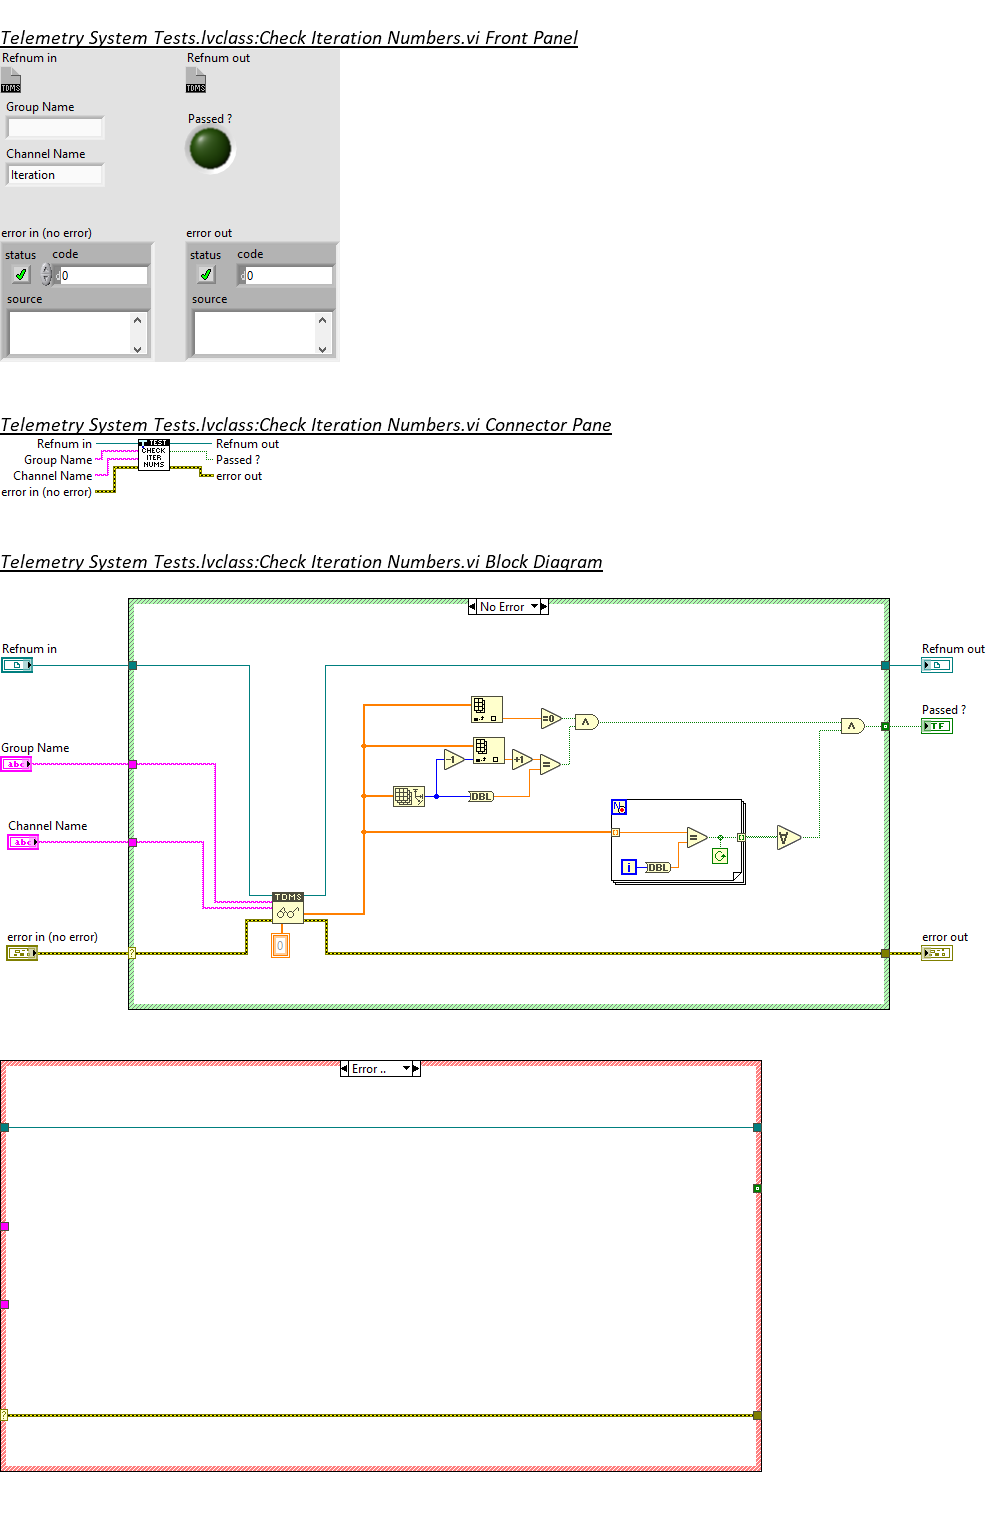 Telemetry System Tests.lvclass:Check Iteration Numbers.vi Front Panel
Refnum in
Refnum out
TDMS
TDMS
Group Name
Passed ?
Channel Name
Iteration
error in (no error)
error out
status code
status code
0
0
source
source
Telemetry System Tests.lvclass:Check Iteration Numbers.vi Connector Pane
Refnum in
Group Name
Channel Name
error in (no error)
TEST
CHECK
ITER
NUMS
Refnum out
Passed ?
error out
Telemetry System Tests.lvclass:Check Iteration Numbers.vi Block Diagram
No Error
Refnum in
Refnum out
=0
Passed ?
TF
Group Name
abc
-1
+1
=
DBL
N
Channel Name
abc
=
i
DBL
TDMS
0
error in (no error)
?
error out
Error ..
?